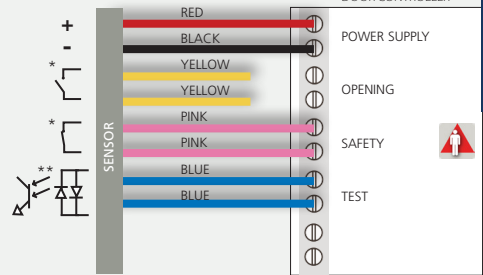 RED
+
BLACK
POWER SUPPLY
-
YELLOW
*
YELLOW
OPENING
PINK
*
PINK
SAFETY
SENSOR
BLUE
**
BLUE
TEST